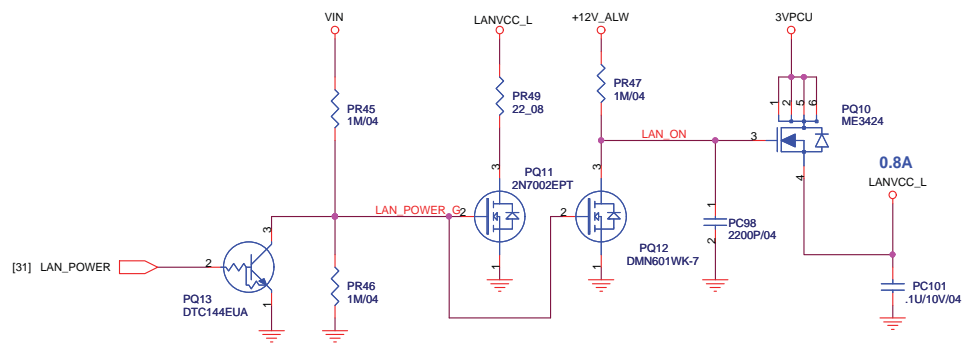 VIN
LANVCC_L
+12V_ALW
3VPCU
PR45
1M/04
PR49
22_08
PR47
1M/04
1
2
5
6
PQ10
ME3424
3
4
LAN_ON
0.8A
LANVCC_L
3
PQ11
2N7002EPT
3
LAN_POWER_G
2
2
1
1
PQ12
DMN601WK-7
1
PC98
2200P/04
2
3
[31] LAN_POWER
2
1
PQ13
DTC144EUA
PR46
1M/04
PC101
.1U/10V/04